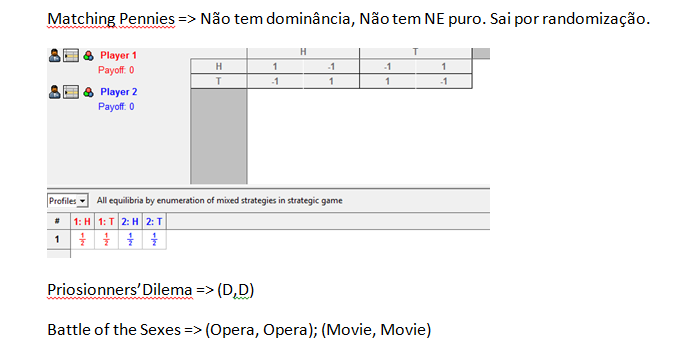 Matching Pennies => Não tem dominância, Não tem NE puro. Sai por randomização.
Player 1
Payoff: 0
Player 2
Payoff: 0
H T
H 1 -1 -1 1
T -1 1 1 -1
Profiles All equilibria by enumeration of mixed strategies in strategic game
# 1: H 1: T 2: H 2: T
1 1/2 1/2 1/2 1/2
Priosionners'Dilema => (D,D)
Battle of the Sexes => (Opera, Opera); (Movie, Movie)